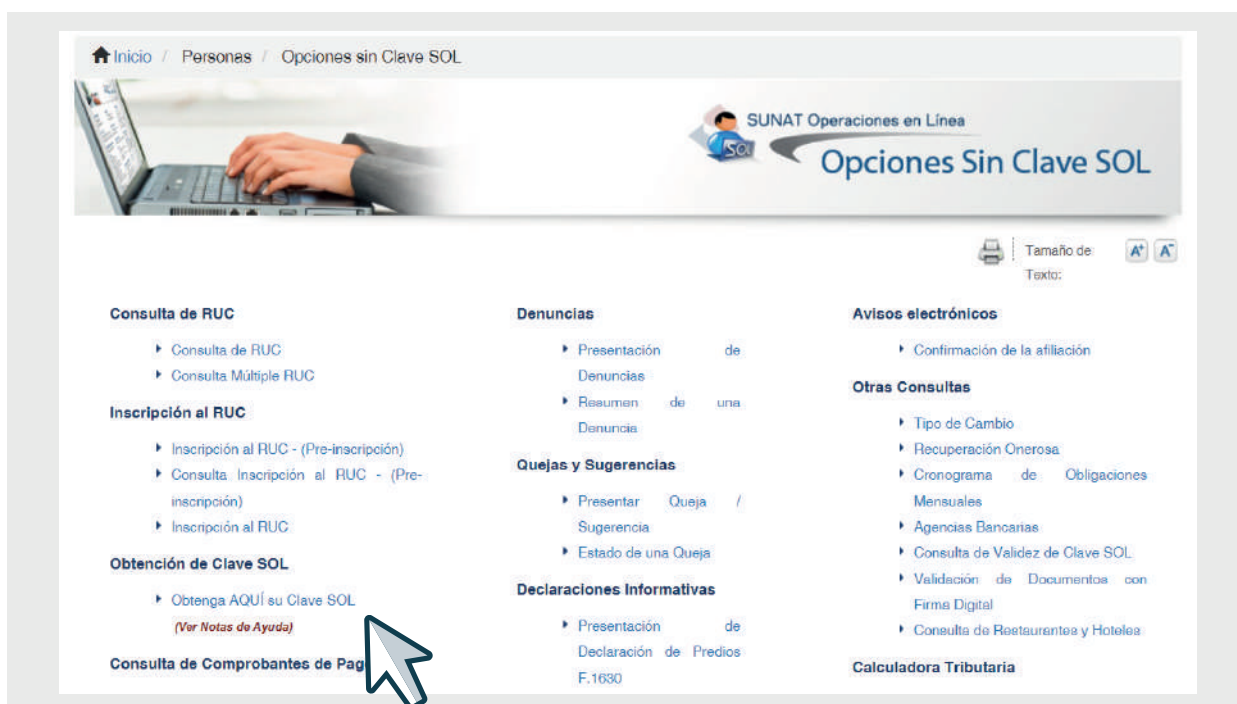 Inicio / Personas / Opciones sin Clave SOL
SUNAT Operaciones en Línea
SOL
Opciones Sin Clave SOL
Tamaño de
Texto:
A+ A-
Consulta de RUC
Consulta de RUC
Consulta Múltiple RUC
Inscripción al RUC
Inscripción al RUC - (Pre-inscripción)
Consulta Inscripción al RUC - (Pre-
inscripción)
Inscripción al RUC
Obtención de Clave SOL
Obtenga AQUÍ su Clave SOL
(Ver Notas de Ayuda)
Consulta de Comprobantes de Pag
Denuncias
Presentación de
Denuncias
Resumen de una
Denuncia
Quejas y Sugerencias
Presentar Queja /
Sugerencia
Estado de una Queja
Declaraciones Informativas
Presentación de
Declaración de Predios
F.1630
Avisos electrónicos
Confirmación de la afiliación
Otras Consultas
Tipo de Cambio
Recuperación Onerosa
Cronograma de Obligaciones
Mensuales
Agencias Bancarias
Consulta de Validez de Clave SOL
Validación de Documentos con
Firma Digital
Consulta de Restaurantes y Hoteles
Calculadora Tributaria